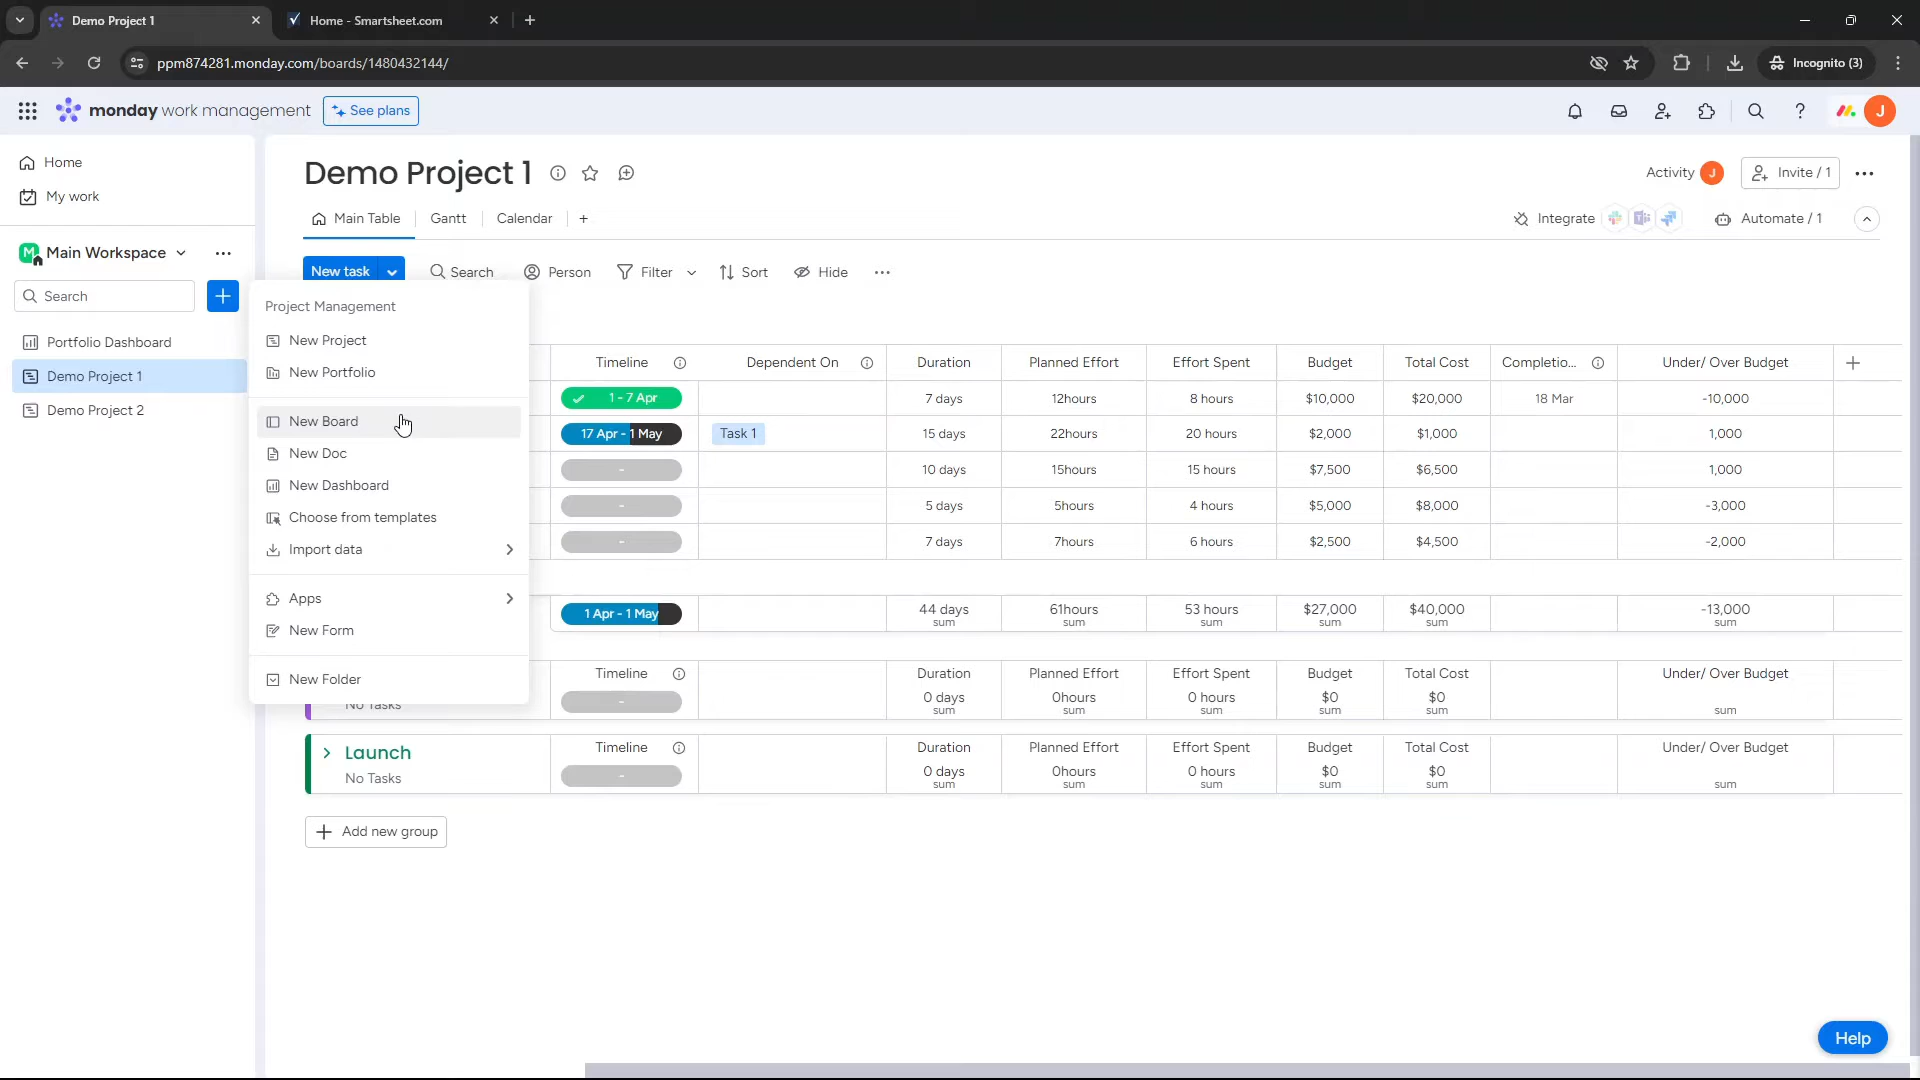 Demo Project 1
Home - Smartsheet.com
ppm874281.monday.com/boards/1480432144/
Incognito (3)
monday work management
See plans
J
Home
My work
M
Main Workspace
Search
Portfolio Dashboard
Demo Project 1
Demo Project 2
Demo Project 1
Activity
J
Invite / 1
Main Table
Gantt
Calendar
Integrate
Automate / 1
New task
Search
Person
Filter
Sort
Hide
Project Management
New Project
New Portfolio
New Board
New Doc
New Dashboard
Choose from templates
Import data
Apps
New Form
New Folder
Timeline Dependent On Duration Planned Effort Effort Spent Budget Total Cost Completio... Under/ Over Budget
1 - 7 Apr 7 days 12hours 8 hours $10,000 $20,000 18 Mar -10,000
17 Apr - 1 May Task 1 15 days 22hours 20 hours $2,000 $1,000 1,000
- 10 days 15hours 15 hours $7,500 $6,500 1,000
- 5 days 5hours 4 hours $5,000 $8,000 -3,000
- 7 days 7hours 6 hours $2,500 $4,500 -2,000
1 Apr - 1 May 44 days 61hours 53 hours $27,000 $40,000 -13,000
sum sum sum sum sum sum
Timeline Duration Planned Effort Effort Spent Budget Total Cost Under/ Over Budget
No Tasks - 0 days 0hours 0 hours $0 $0
sum sum sum sum sum sum
Launch Timeline Duration Planned Effort Effort Spent Budget Total Cost Under/ Over Budget
No Tasks - 0 days 0hours 0 hours $0 $0
sum sum sum sum sum sum
Add new group
Help